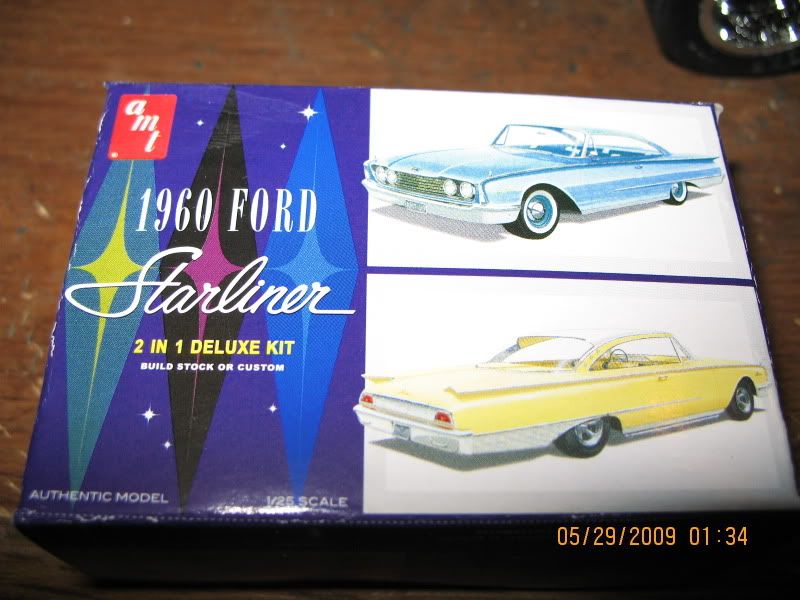 amt
1960 FORD
Starliner
2 IN 1 DELUXE KIT
BUILD STOCK OR CUSTOM
AUTHENTIC MODEL
1/25 SCALE
05/29/2009 01:34